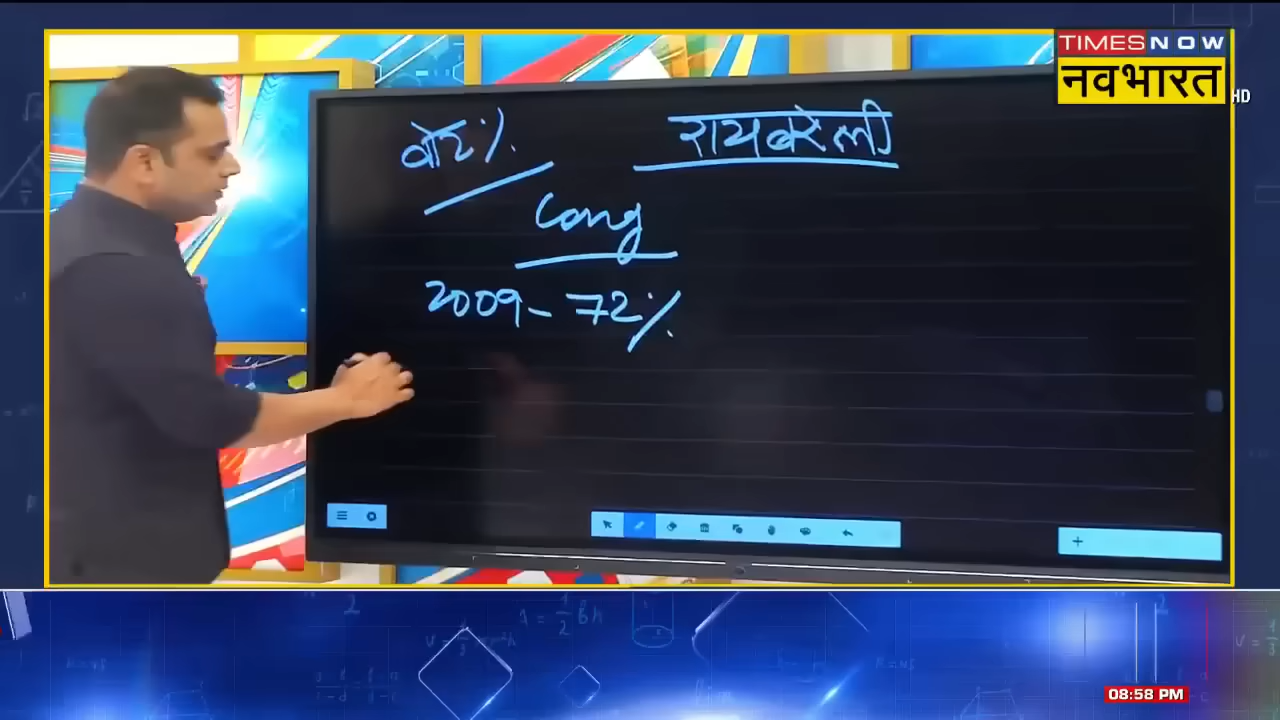 TIMES NOW
नवभारत
HD
वोट%
रायबरेली
Cong
2009 - 72%
08:58 PM